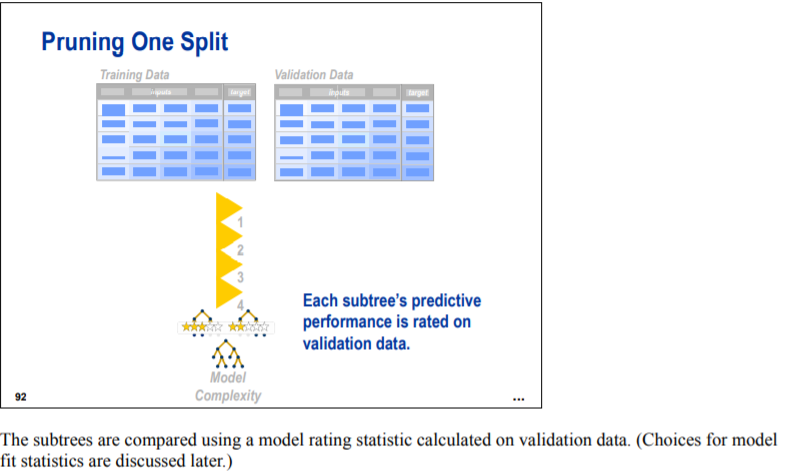 Pruning One Split
Training Data
Validation Data
inputs
target
inputs
target
1
2
3
4
Each subtree's predictive
performance is rated on
validation data.
Model
Complexity
92
...
The subtrees are compared using a model rating statistic calculated on validation data. (Choices for model
fit statistics are discussed later.)